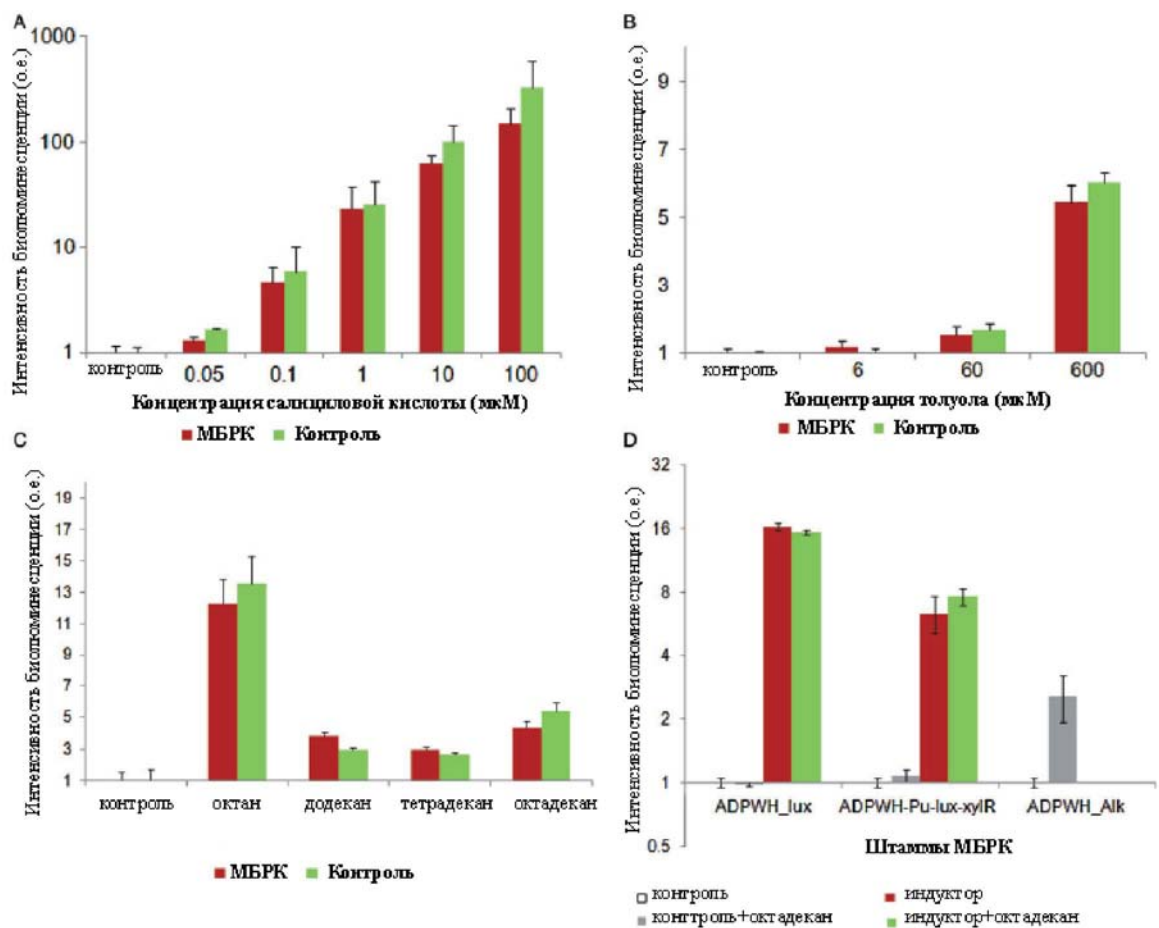 A
Интенсивность биолюминесценции (о.е.)
1000
100
10
1
контроль 0.05 0.1 1 10 100
Концентрация салициловой кислоты (мкМ)
МБРК Контроль
B
Интенсивность биолюминесценции (о.е.)
9
7
5
3
1
контроль 6 60 600
Концентрация толуола (мкМ)
МБРК Контроль
C
Интенсивность биолюминесценции (о.е.)
19
17
15
13
11
9
7
5
3
1
контроль октан додекан тетрадекан октадекан
МБРК Контроль
D
Интенсивность биолюминесценции (о.е.)
32
16
8
4
2
1
0.5
ADPWH_lux ADPWH-Pu-lux-xylR ADPWH_Alk
Штаммы МБРК
контроль индуктор
конттроль+октадекан индуктор+октадекан